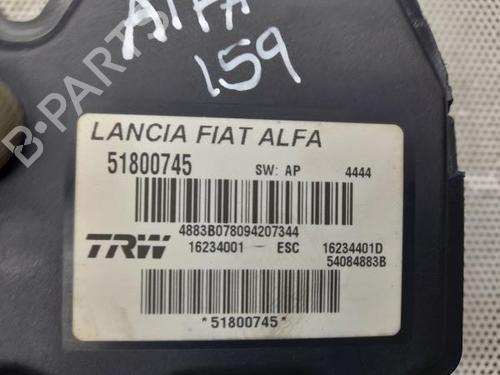 ALFA
159
B-PARTS
LANCIA FIAT ALFA
51800745 SW: AP 4444
4883B078094207344
TRW 16234001 - ESC 16234401D
54084883B
*51800745*